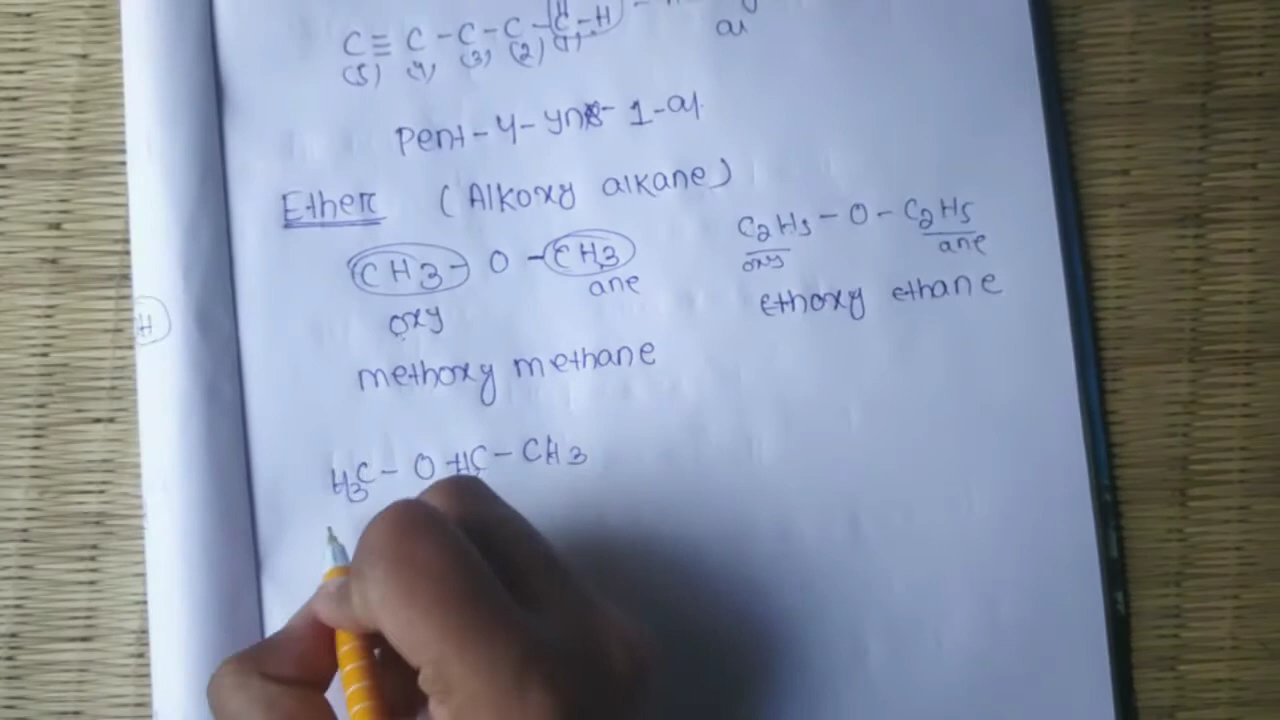 C ≡ C - C - C - C - H
(5) (4) (3) (2) (1)
al
Pent - 4 - yn - 1 - al
Ether (Alkoxy alkane)
CH3 - O - CH3
oxy ane
methoxy methane
C2H5 - O - C2H5
oxy ane
ethoxy ethane
H
H3C - O - H2C - CH3